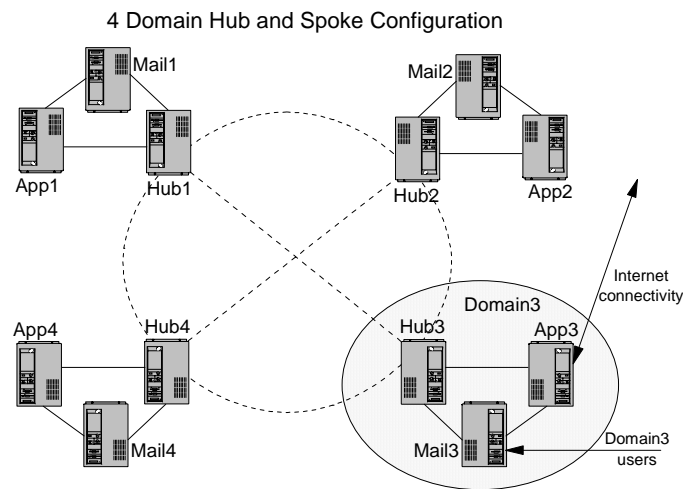 4 Domain Hub and Spoke Configuration
Mail1
Mail2
App1
Hub1
Hub2
App2
Internet
connectivity
Domain3
App4
Hub4
Hub3
App3
Mail4
Mail3
Domain3
users